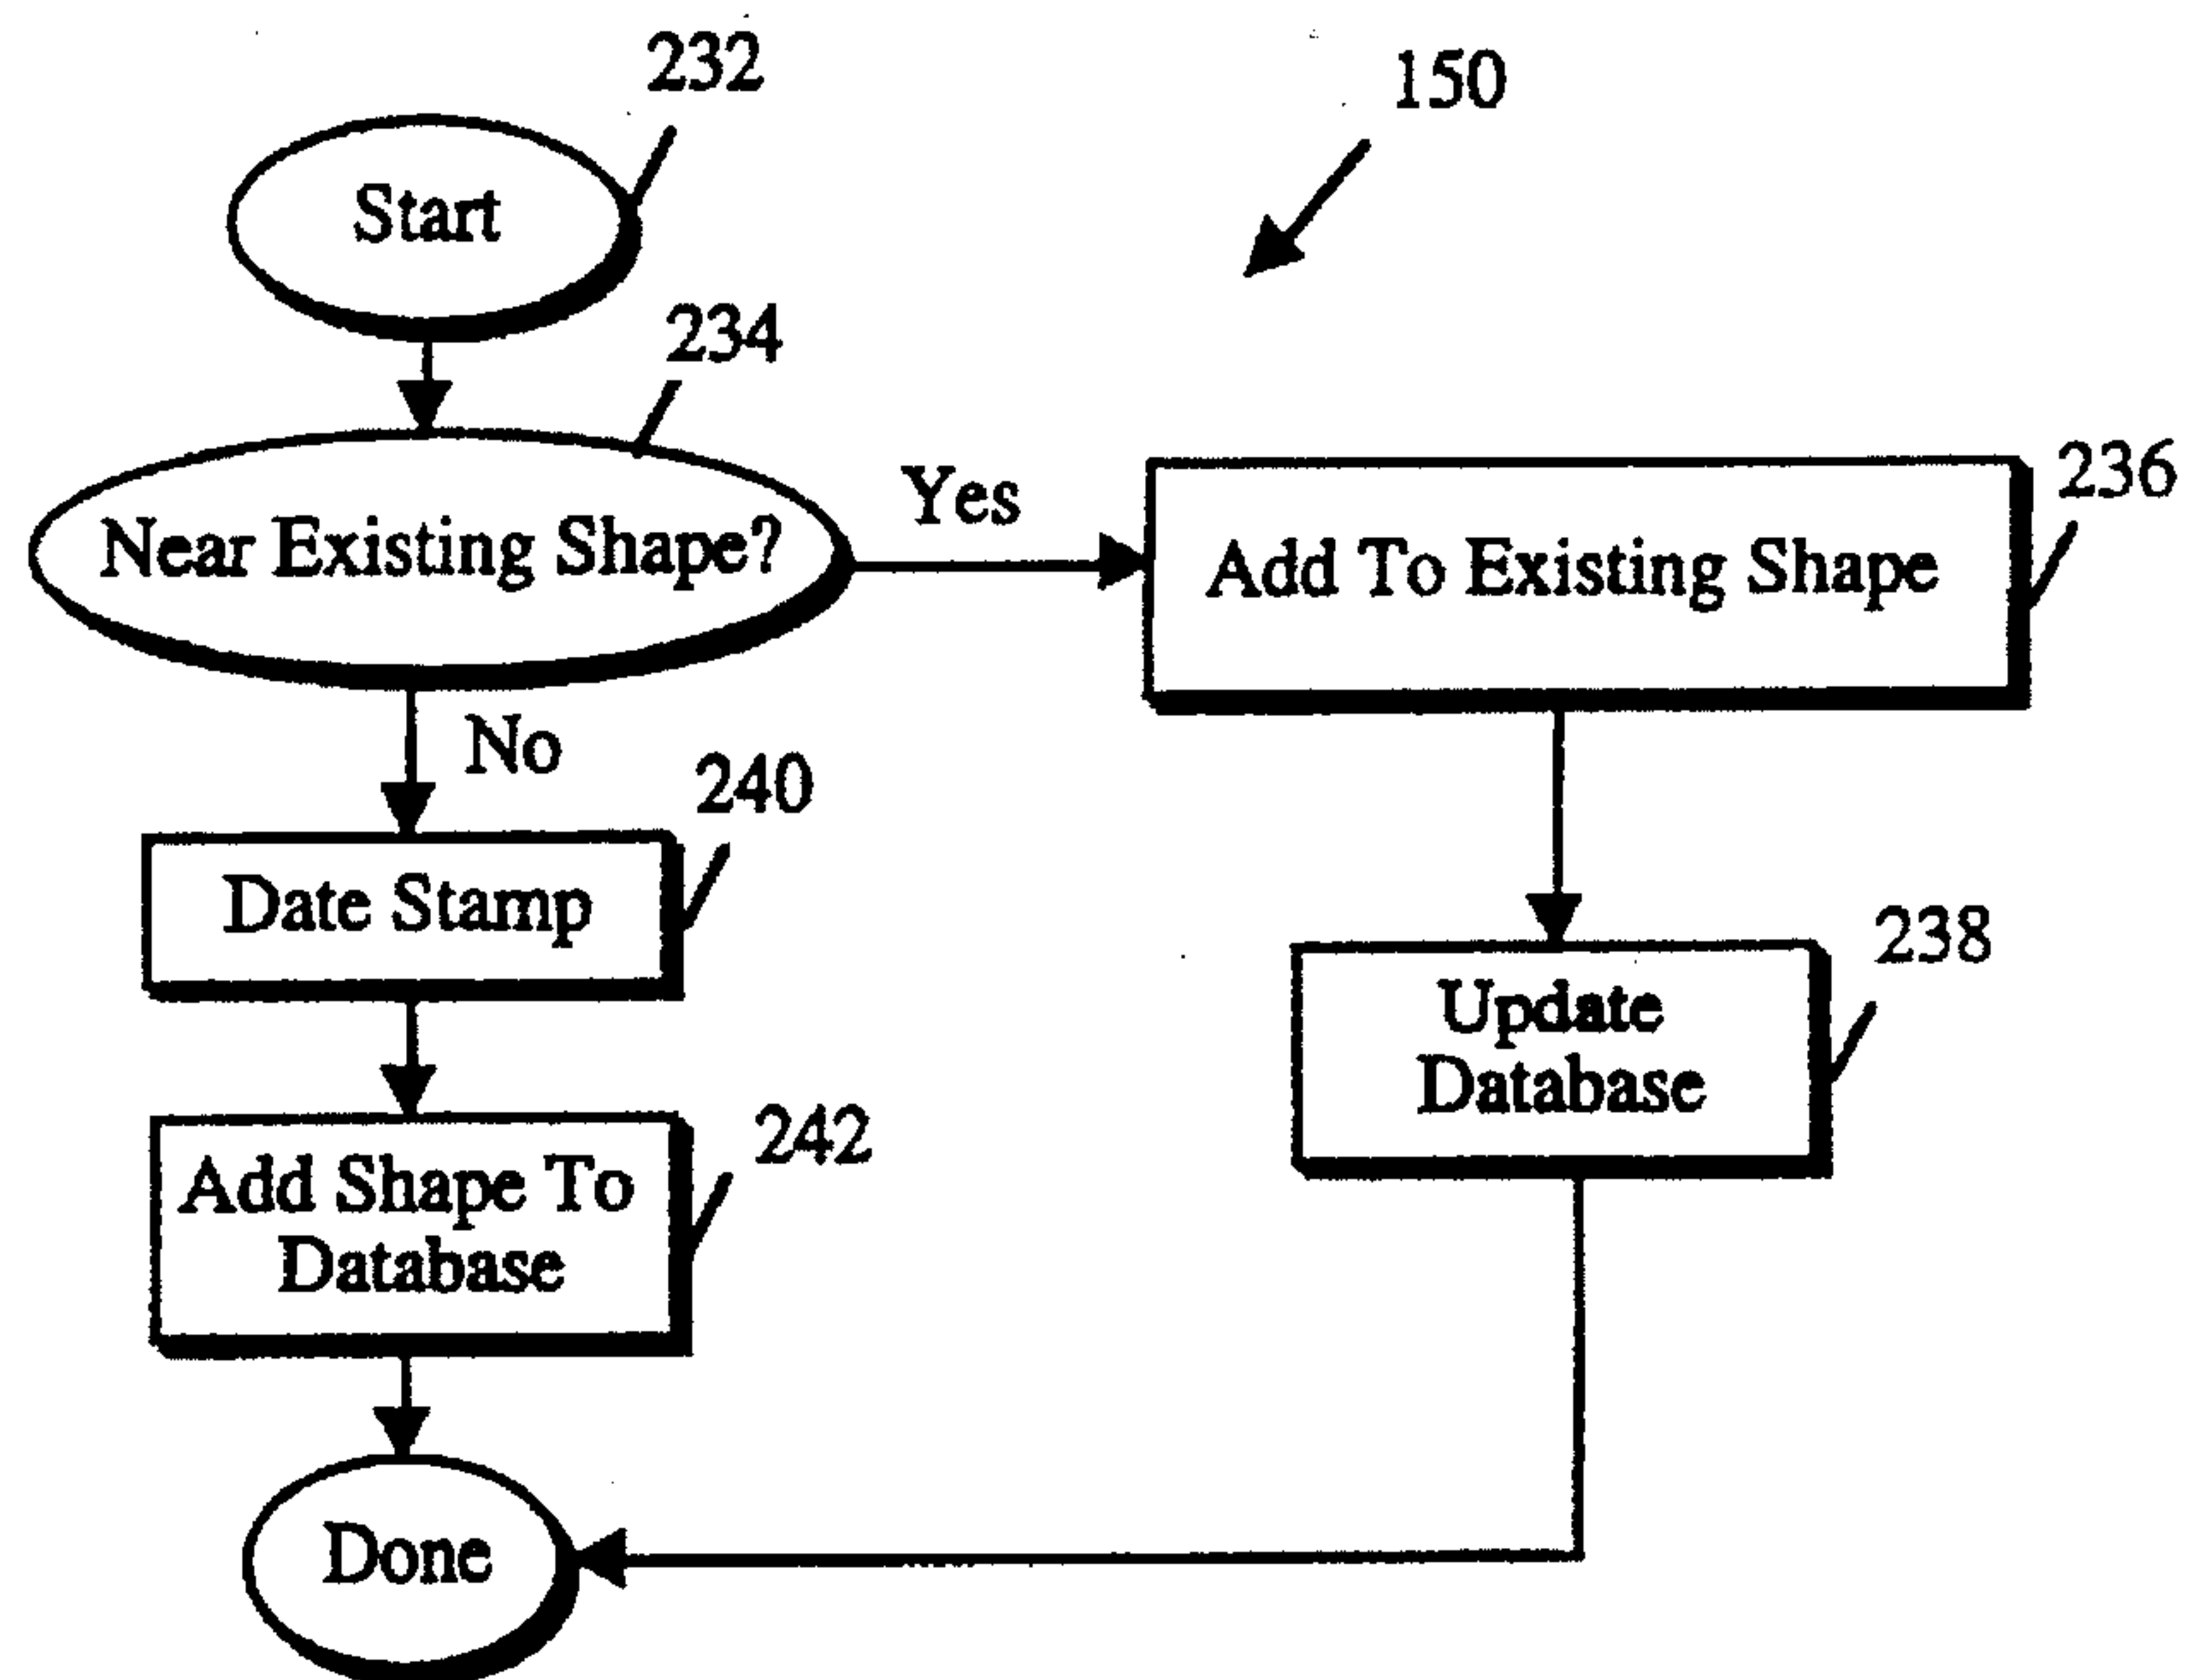 232
150
Start
234
Near Existing Shape?
Yes
236
Add To Existing Shape
No
240
Date Stamp
238
Update
Database
242
Add Shape To
Database
Done